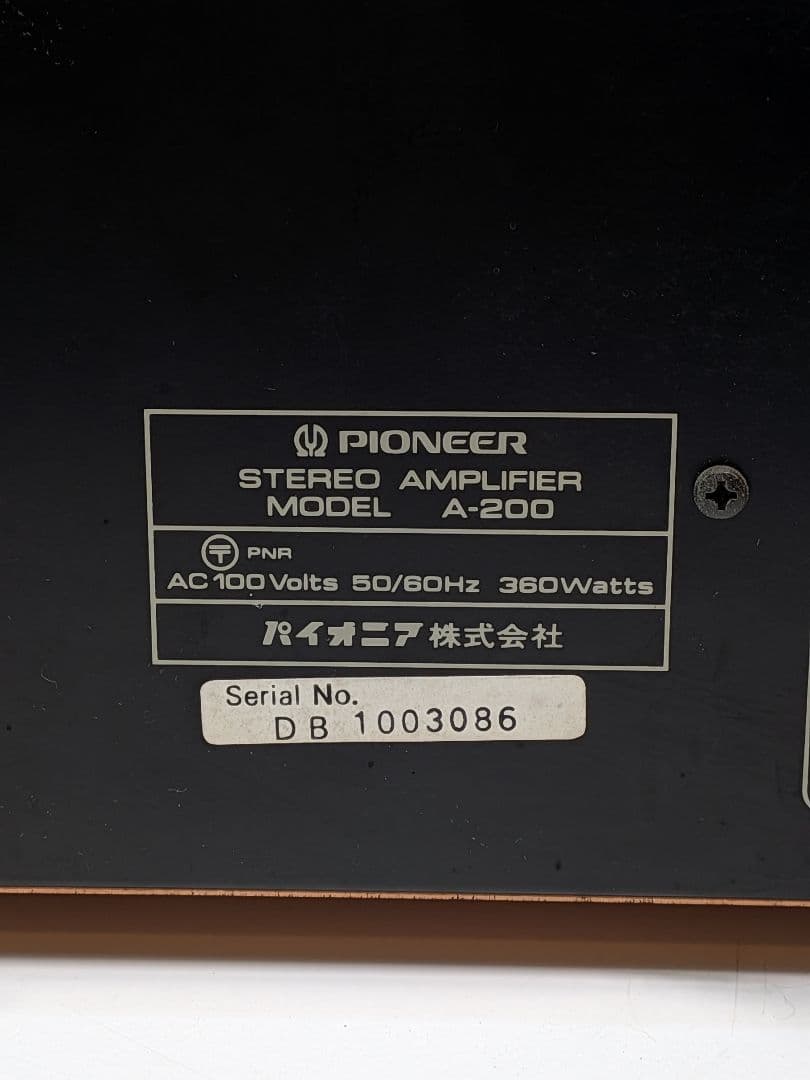 PIONEER
STEREO AMPLIFIER
MODEL A-200
〒 PNR
AC 100 Volts 50/60Hz 360Watts
パイオニア株式会社
Serial No.
DB 1003086